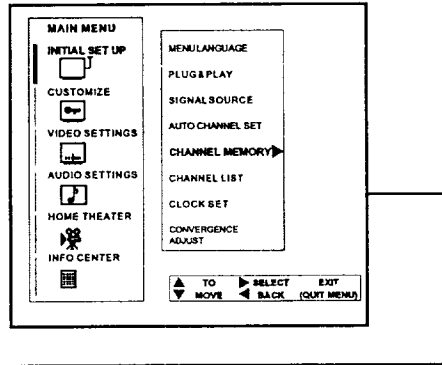 MAIN MENU
INITIAL SET UP
CUSTOMIZE
VIDEO SETTINGS
AUDIO SETTINGS
HOME THEATER
INFO CENTER
MENU LANGUAGE
PLUG & PLAY
SIGNAL SOURCE
AUTO CHANNEL SET
CHANNEL MEMORY
CHANNEL LIST
CLOCK SET
CONVERGENCE
ADJUST
TO SELECT EXIT
MOVE BACK (QUIT MENU)